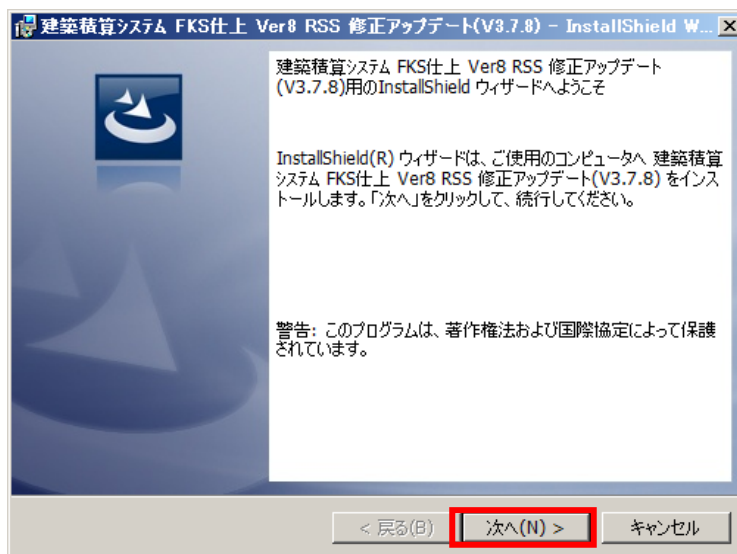 建築積算システム FKS仕上 Ver8 RSS 修正アップデート(V3.7.8) - InstallShield W...
建築積算システム FKS仕上 Ver8 RSS 修正アップデート
(V3.7.8)用のInstallShield ウィザードへようこそ
InstallShield(R) ウィザードは、ご使用のコンピュータへ 建築積算
システム FKS仕上 Ver8 RSS 修正アップデート(V3.7.8) をインス
トールします。「次へ」をクリックして、続行してください。
警告: このプログラムは、著作権法および国際協定によって保護
されています。
< 戻る(B)
次へ(N) >
キャンセル